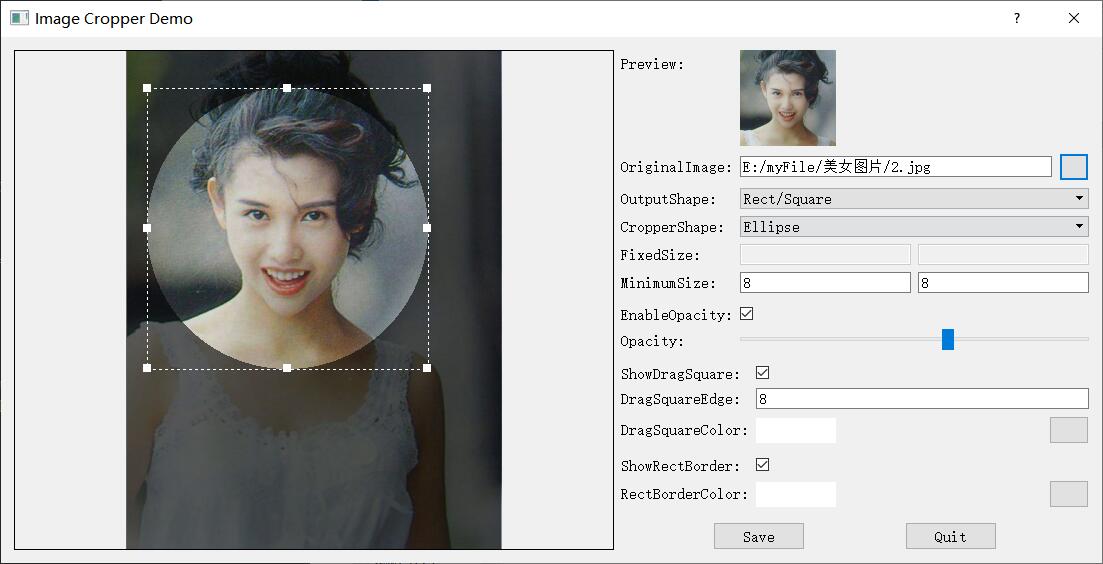 Image Cropper Demo ?
Preview:
OriginalImage: E:/myFile/美女图片/2.jpg
OutputShape: Rect/Square
CropperShape: Ellipse
FixedSize:
MinimumSize: 8 8
EnableOpacity:
Opacity:
ShowDragSquare:
DragSquareEdge: 8
DragSquareColor:
ShowRectBorder:
RectBorderColor:
Save Quit